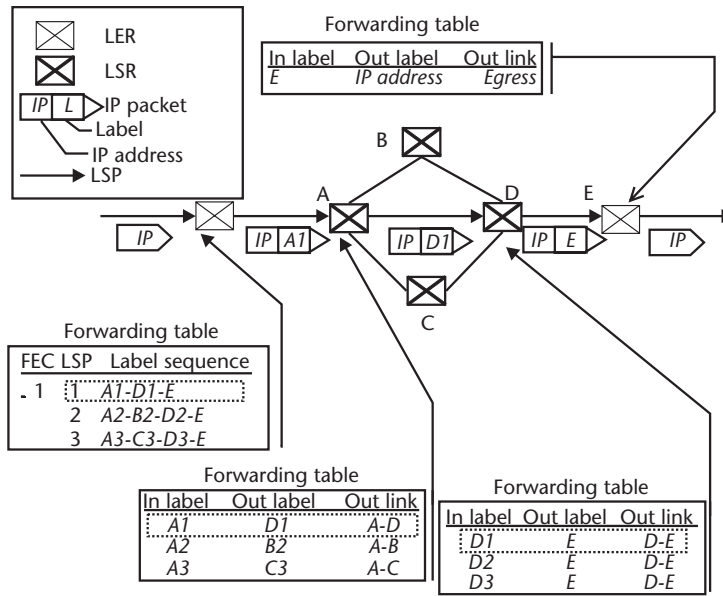 LER
LSR
IP L IP packet
Label
IP address
LSP
Forwarding table
In label Out label Out link
E IP address Egress
B
A
D
E
IP
IP A1
IP D1
IP E
IP
C
Forwarding table
FEC LSP Label sequence
1 1 A1-D1-E
2 A2-B2-D2-E
3 A3-C3-D3-E
Forwarding table
In label Out label Out link
A1 D1 A-D
A2 B2 A-B
A3 C3 A-C
Forwarding table
In label Out label Out link
D1 E D-E
D2 E D-E
D3 E D-E